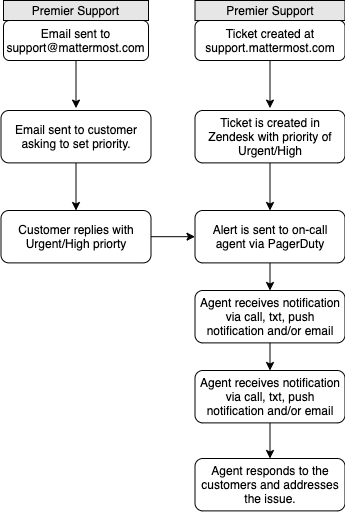 Premier Support
Email sent to
support@mattermost.com
Email sent to customer
asking to set priority.
Customer replies with
Urgent/High priorty
Premier Support
Ticket created at
support.mattermost.com
Ticket is created in
Zendesk with priority of
Urgent/High
Alert is sent to on-call
agent via PagerDuty
Agent receives notification
via call, txt, push
notification and/or email
Agent receives notification
via call, txt, push
notification and/or email
Agent responds to the
customers and addresses
the issue.